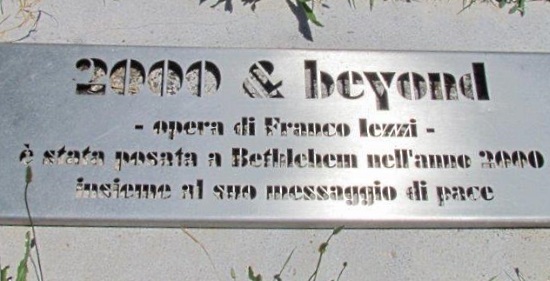 2000 & beyond
- opera di Franco Iezzi -
è stata posata a Bethlehem nell'anno 2000
insieme al suo messaggio di pace